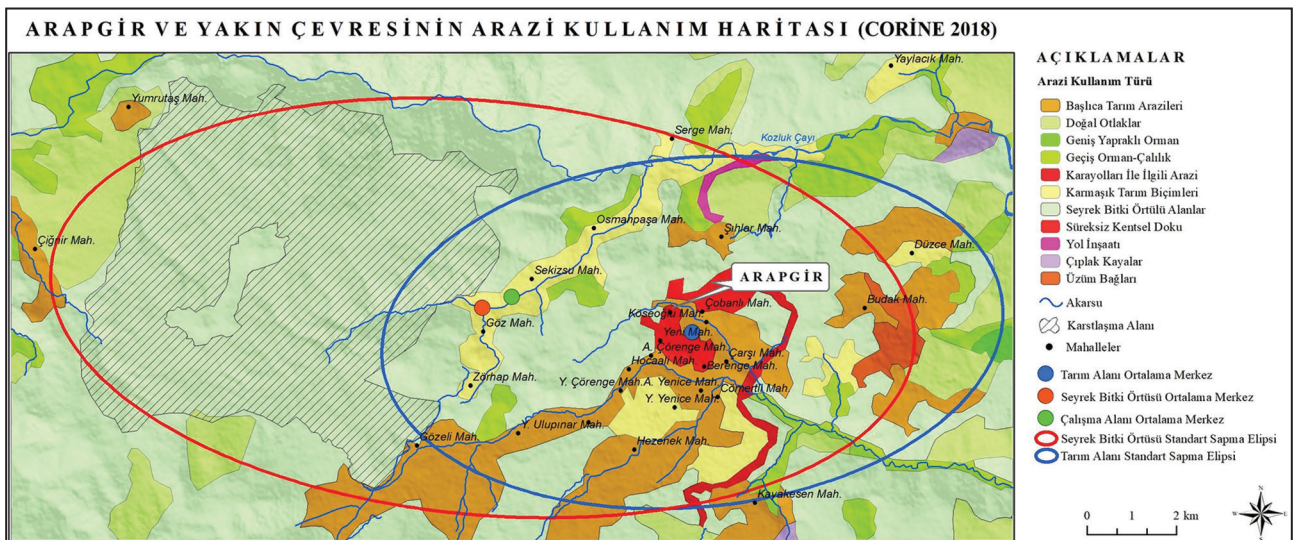 ARAPGİR VE YAKIN ÇEVRESİNİN ARAZİ KULLANIM HARİTASI (CORİNE 2018)
Yaylacık Mah.
Yumrutaş Mah.
Serge Mah.
Kozluk Çayı
Osmanpaşa Mah.
Şıhlar Mah.
Çiğnir Mah.
Düzce Mah.
Sekizsu Mah.
ARAPGİR
Çobanlı Mah.
Budak Mah.
Köseoğlu Mah.
Göz Mah.
Yeni Mah.
A. Çörenge Mah.
Hocaali Mah.
Çarşı Mah.
Berenge Mah.
Zorhap Mah.
Y. Çörenge Mah.
A. Yenice Mah.
Cömertli Mah.
Y. Yenice Mah.
Y. Ulupınar Mah.
Gözeli Mah.
Hezenek Mah.
Kayakesen Mah.
AÇIKLAMALAR
Arazi Kullanım Türü
Başlıca Tarım Arazileri
Doğal Otlaklar
Geniş Yapraklı Orman
Geçiş Orman-Çalılık
Karayolları İle İlgili Arazi
Karmaşık Tarım Biçimleri
Seyrek Bitki Örtülü Alanlar
Süreksiz Kentsel Doku
Yol İnşaatı
Çıplak Kayalar
Üzüm Bağları
Akarsu
Karstlaşma Alanı
Mahalleler
Tarım Alanı Ortalama Merkez
Seyrek Bitki Örtüsü Ortalama Merkez
Çalışma Alanı Ortalama Merkez
Seyrek Bitki Örtüsü Standart Sapma Elipsi
Tarım Alanı Standart Sapma Elipsi
0 1 2 km
N
W E
S